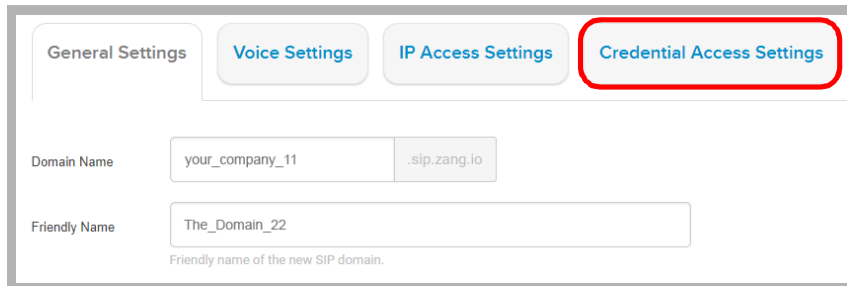 General Settings Voice Settings IP Access Settings Credential Access Settings
Domain Name your_company_11 .sip.zang.io
Friendly Name The_Domain_22
Friendly name of the new SIP domain.